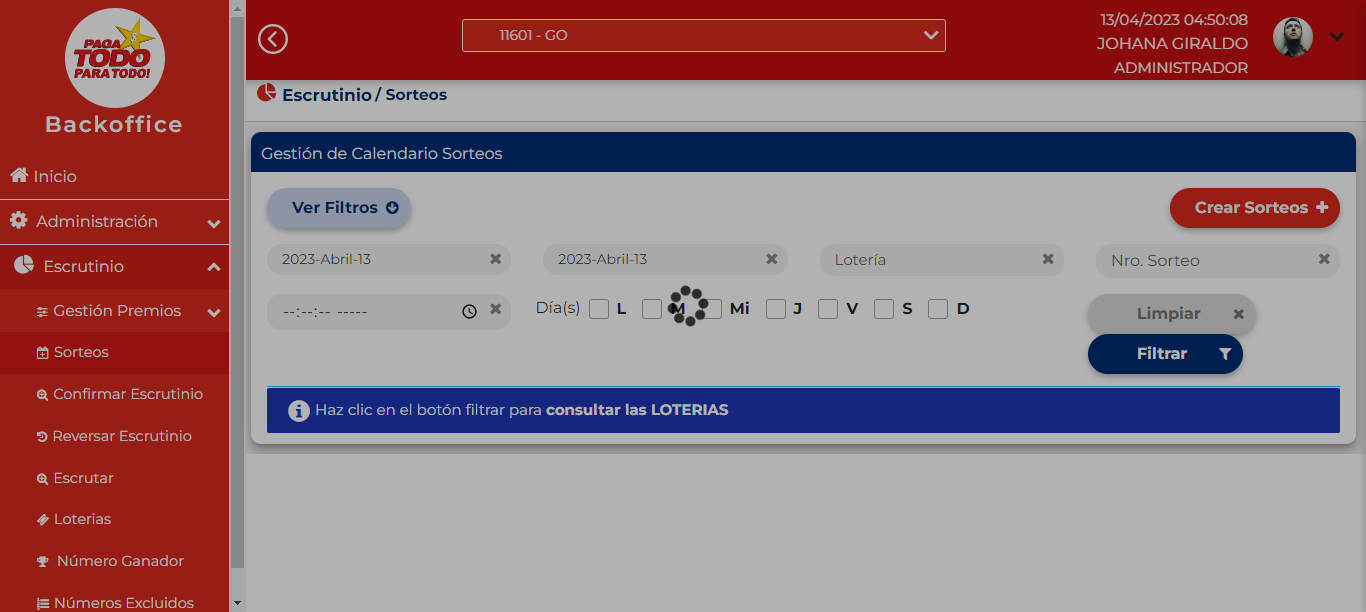 PAGA
TODO
PARA TODO!
Backoffice
Inicio
Administración
Escrutinio
Gestión Premios
Sorteos
Confirmar Escrutinio
Reversar Escrutinio
Escrutar
Loterias
Número Ganador
Números Excluidos
11601 - GO
13/04/2023 04:50:08
JOHANA GIRALDO
ADMINISTRADOR
Escrutinio / Sorteos
Gestión de Calendario Sorteos
Ver Filtros
Crear Sorteos
2023-Abril-13 2023-Abril-13 Lotería Nro. Sorteo
--:--:-- ----- Día(s) L M Mi J V S D
Limpiar
Filtrar
Haz clic en el botón filtrar para consultar las LOTERIAS